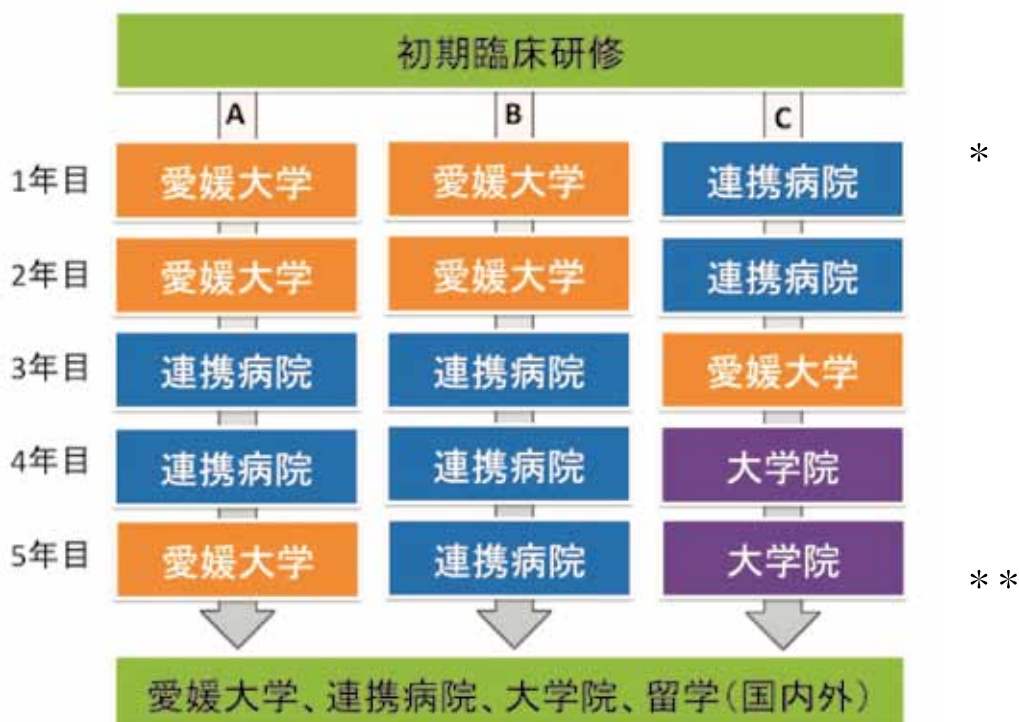 初期臨床研修
A B C
1年目 愛媛大学 愛媛大学 連携病院 *
2年目 愛媛大学 愛媛大学 連携病院
3年目 連携病院 連携病院 愛媛大学
4年目 連携病院 連携病院 大学院
5年目 愛媛大学 連携病院 大学院 **
愛媛大学、連携病院、大学院、留学(国内外)